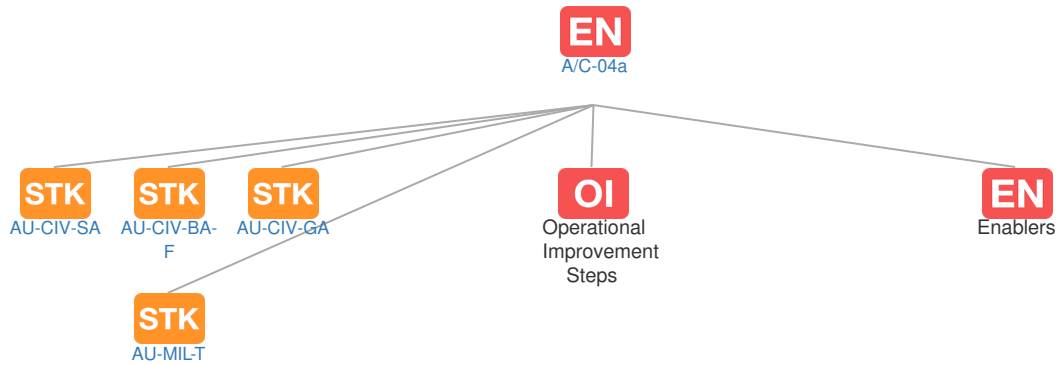 EN
A/C-04a
STK
AU-CIV-SA
STK
AU-CIV-BA-
F
STK
AU-CIV-GA
OI
Operational
Improvement
Steps
EN
Enablers
STK
AU-MIL-T